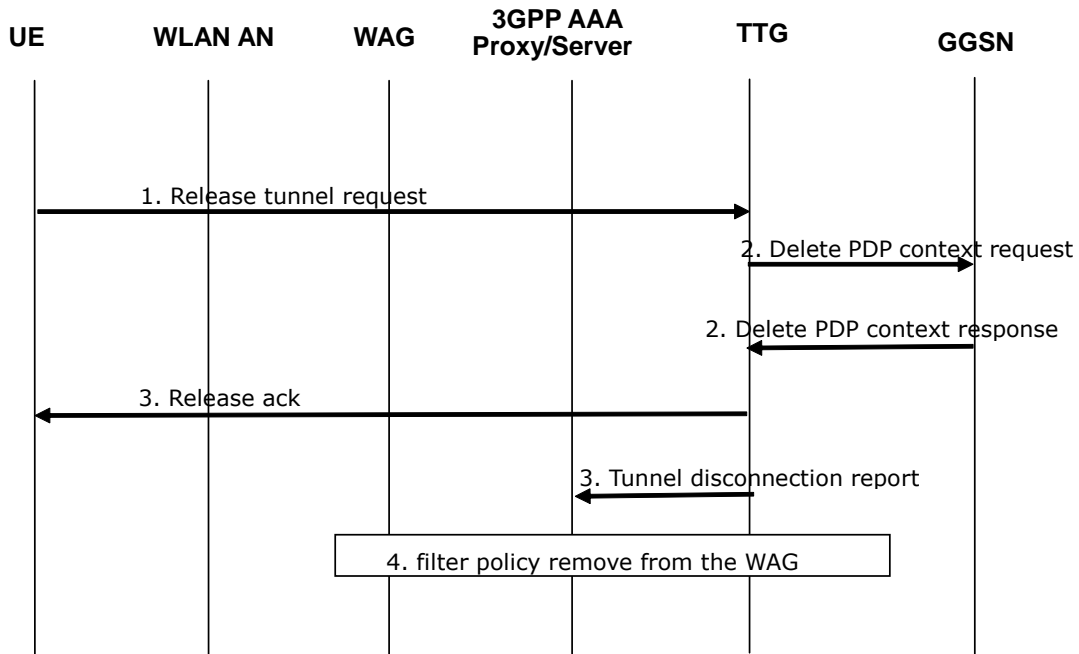 UE
WLAN AN
WAG
3GPP AAA
Proxy/Server
TTG
GGSN
1. Release tunnel request
2. Delete PDP context request
2. Delete PDP context response
3. Release ack
3. Tunnel disconnection report
4. filter policy remove from the WAG